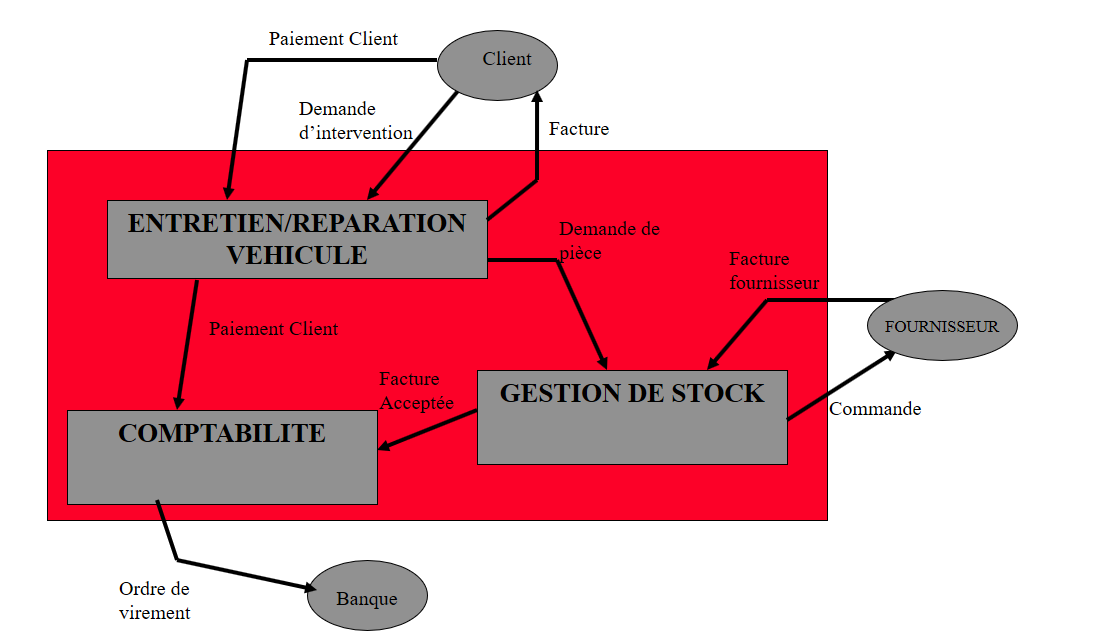 Paiement Client
Client
Demande
d’intervention
Facture
ENTRETIEN/REPARATION
VEHICULE
Demande de
pièce
Facture
fournisseur
FOURNISSEUR
Paiement Client
Facture
Acceptée
GESTION DE STOCK
Commande
COMPTABILITE
Ordre de
virement
Banque